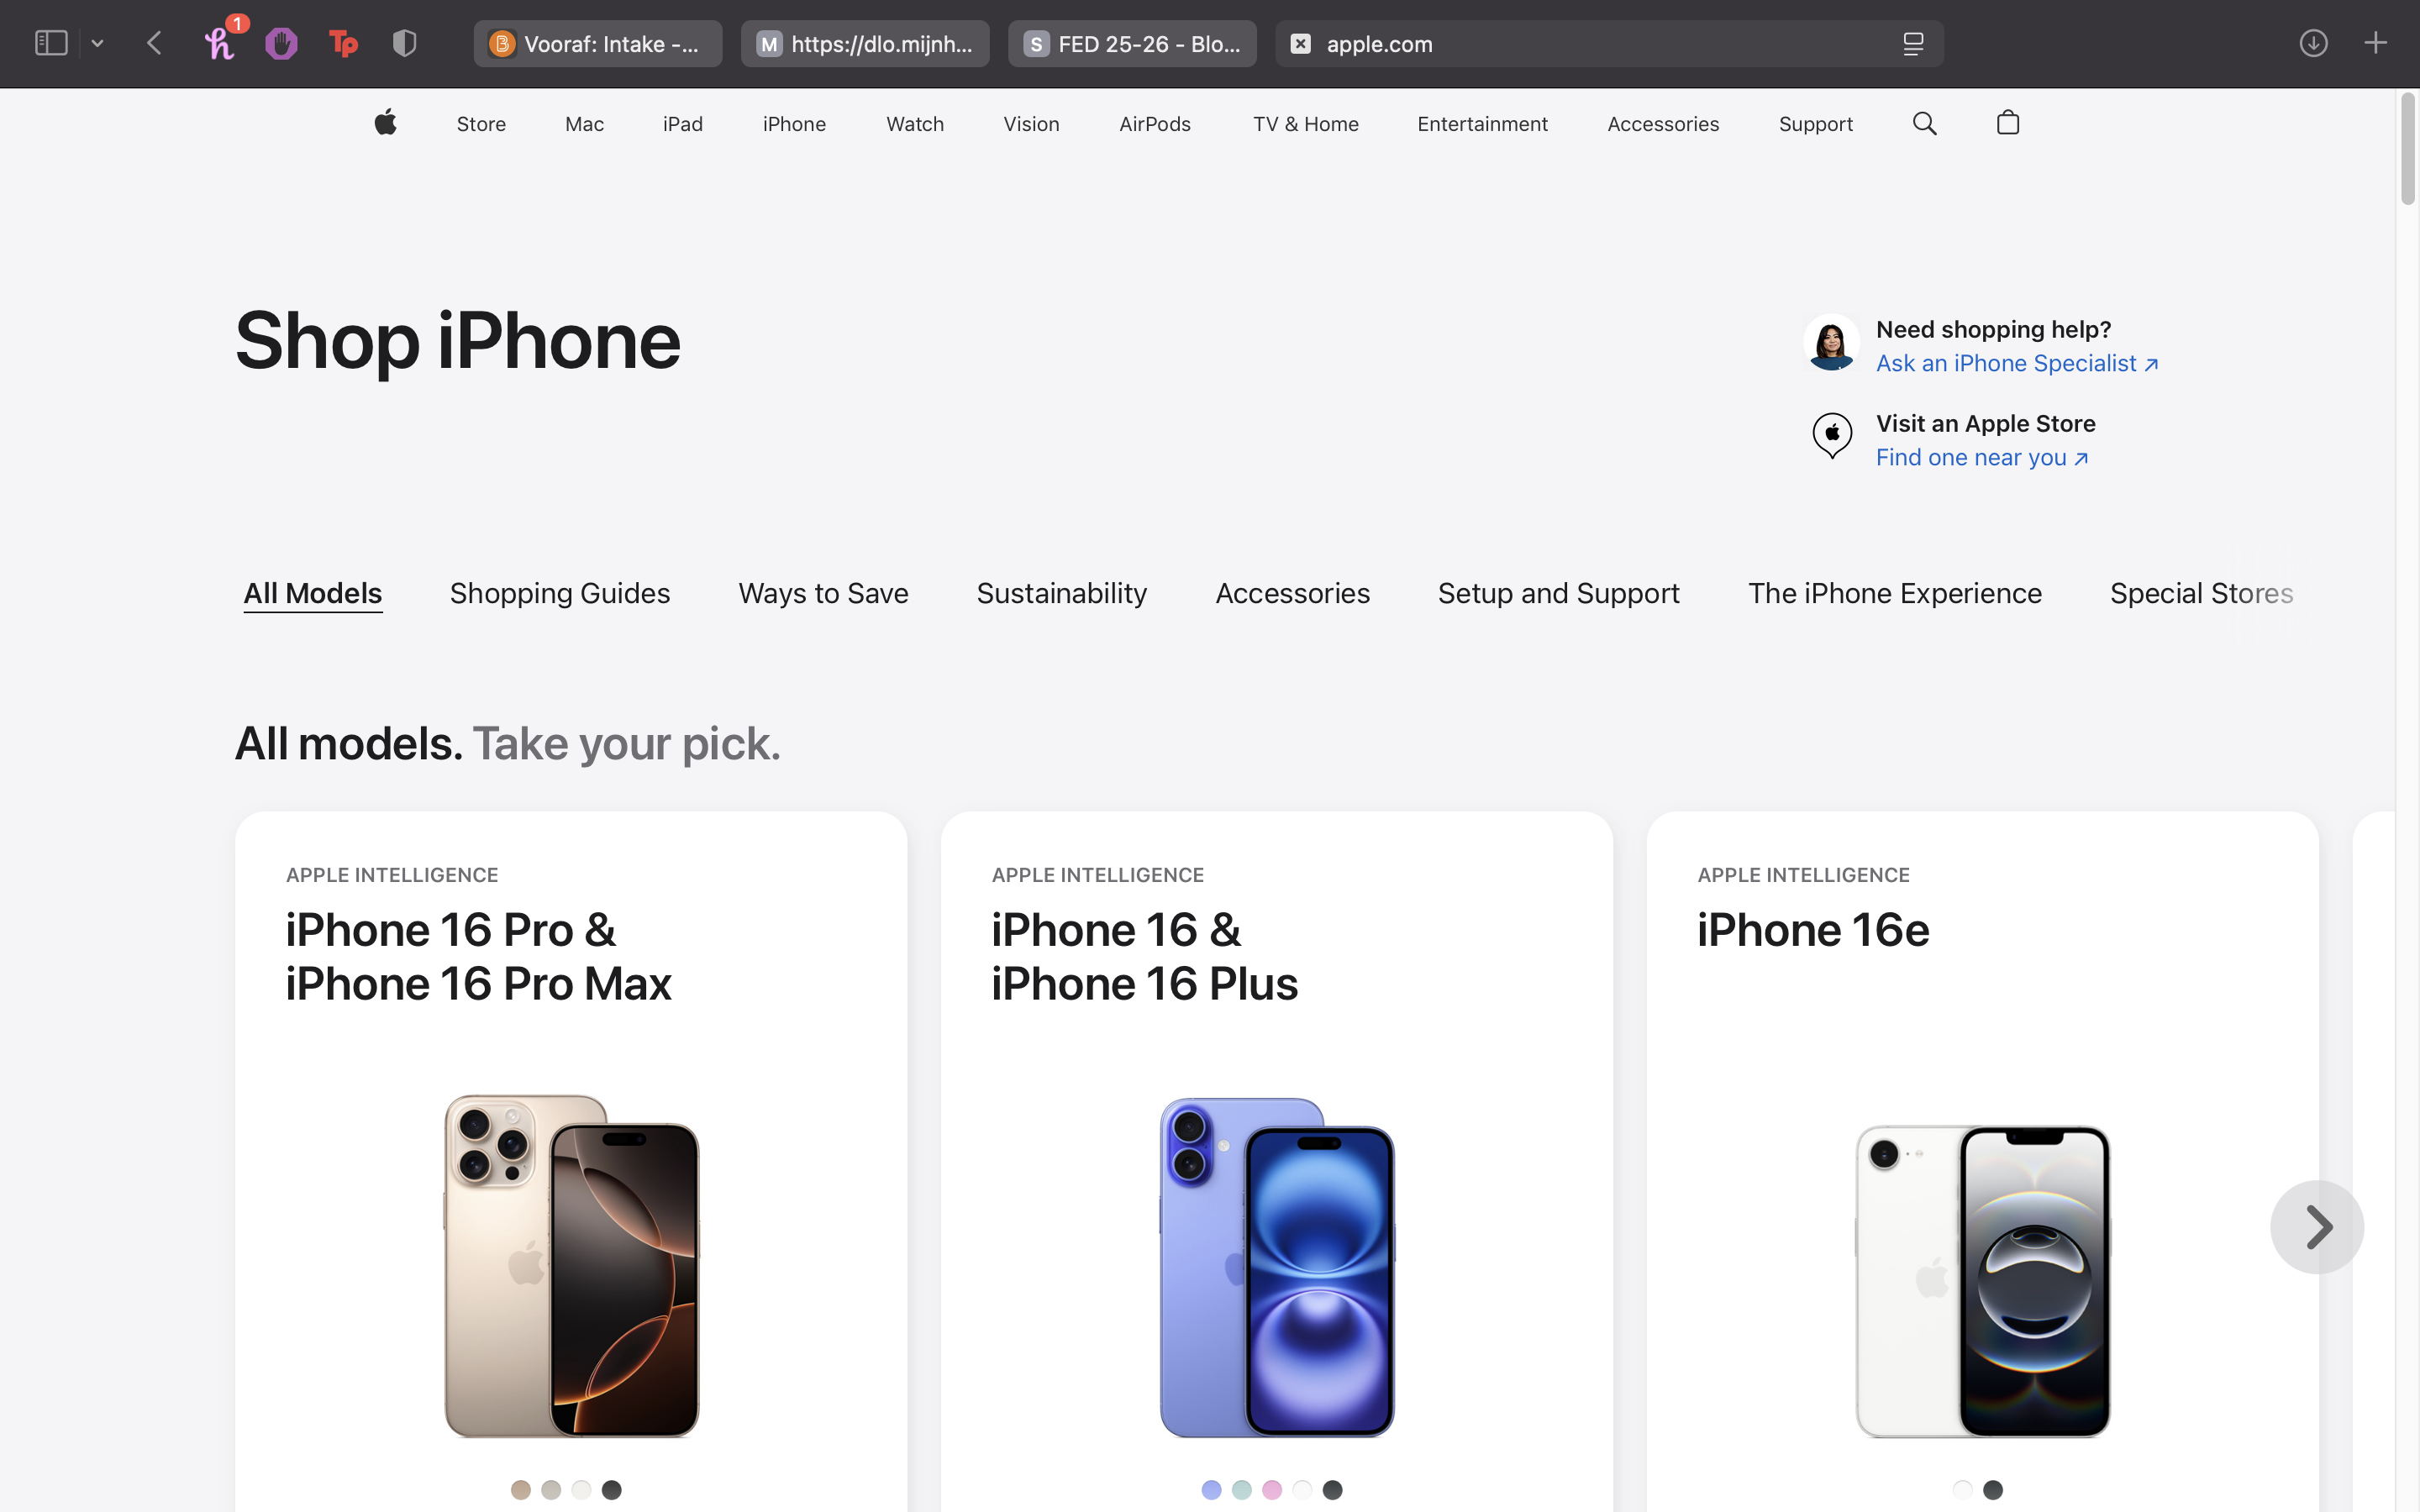 1
Vooraf: Intake -...
M https://dlo.mijnh...
S FED 25-26 - Blo...
apple.com
Store Mac iPad iPhone Watch Vision AirPods TV & Home Entertainment Accessories Support
Shop iPhone
Need shopping help?
Ask an iPhone Specialist ↗
Visit an Apple Store
Find one near you ↗
All Models Shopping Guides Ways to Save Sustainability Accessories Setup and Support The iPhone Experience Special Stores
All models. Take your pick.
APPLE INTELLIGENCE
iPhone 16 Pro &
iPhone 16 Pro Max
APPLE INTELLIGENCE
iPhone 16 &
iPhone 16 Plus
APPLE INTELLIGENCE
iPhone 16e